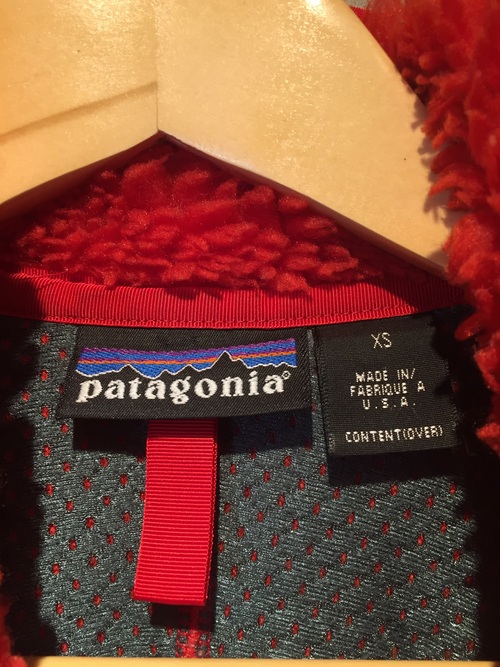 patagonia®
XS
MADE IN/
FABRIQUE A
U.S.A.
CONTENT(OVER)